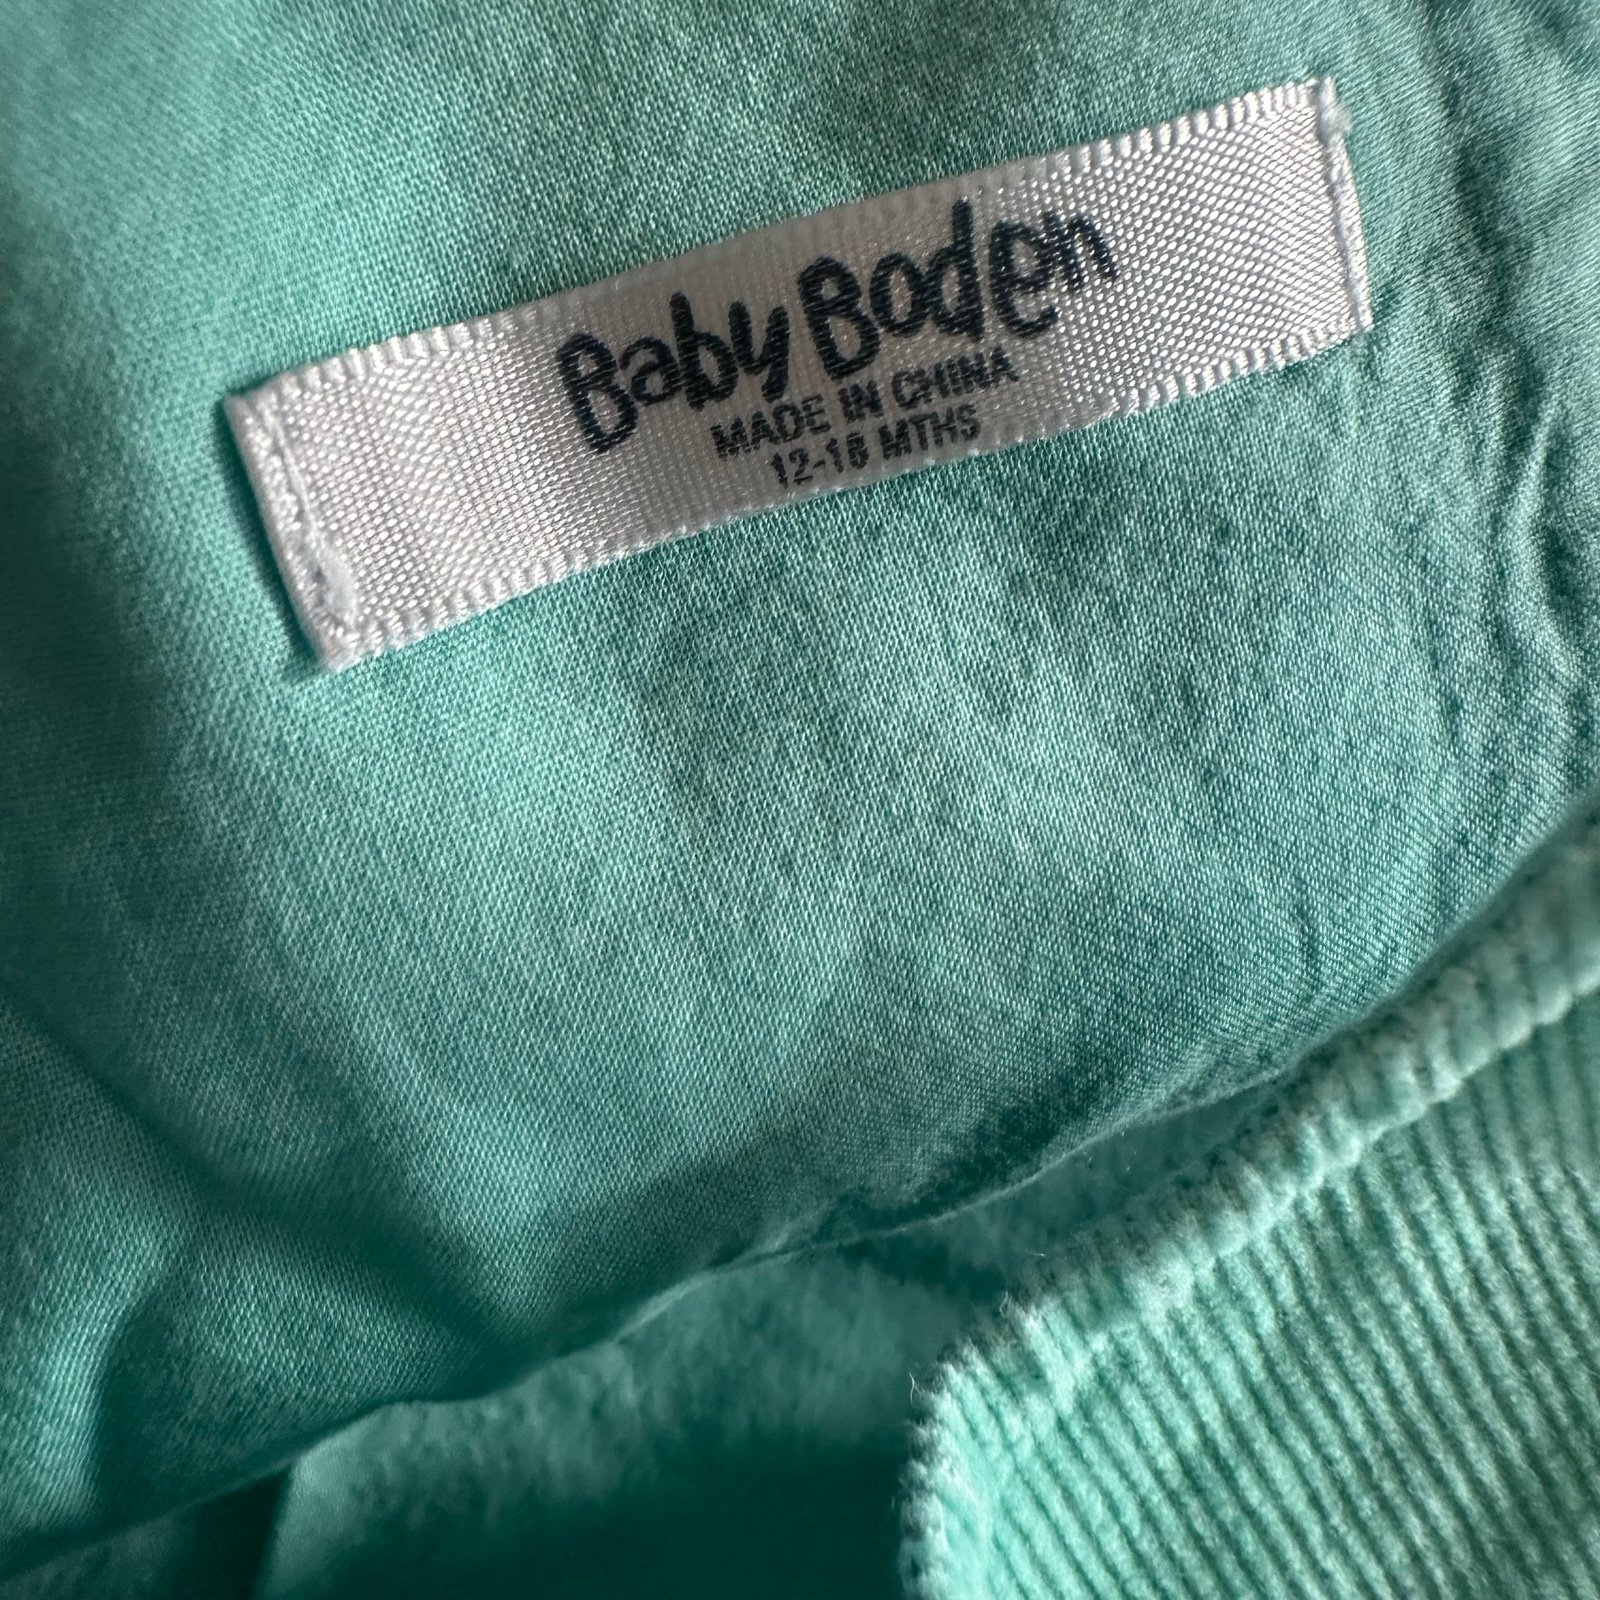 Baby Boden
MADE IN CHINA
12-18 MTHS